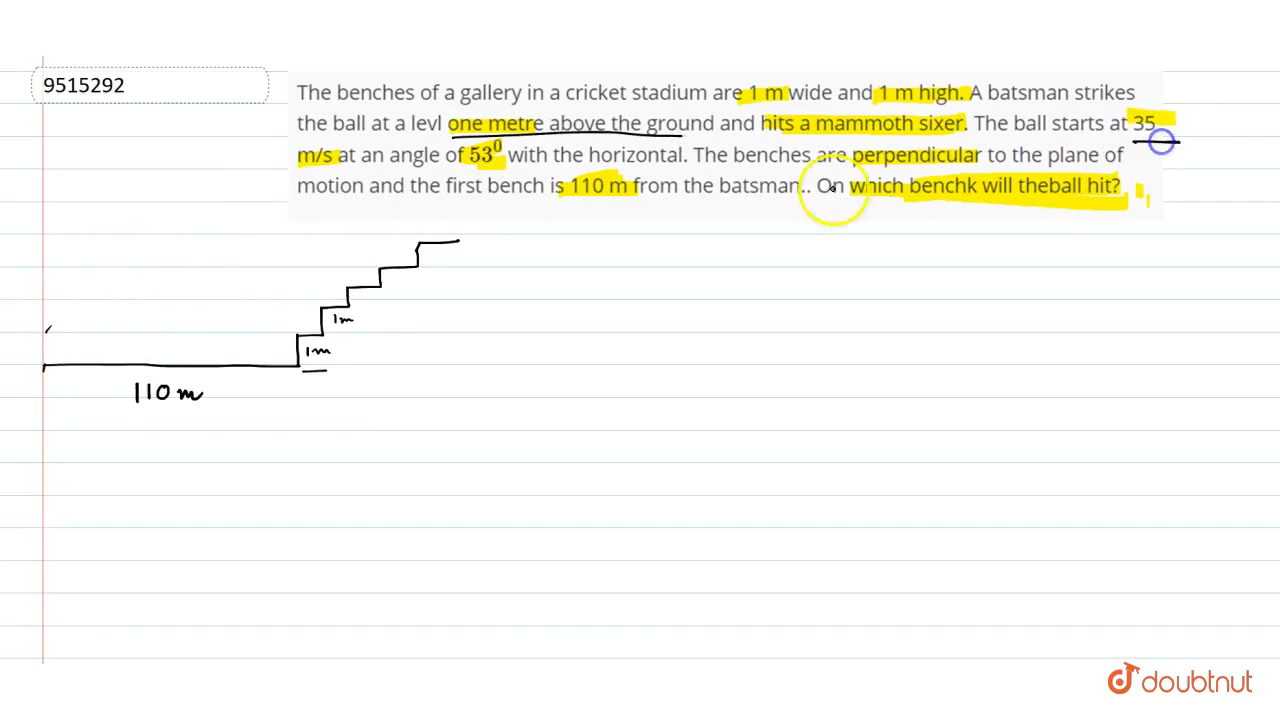 9515292
The benches of a gallery in a cricket stadium are 1 m wide and 1 m high. A batsman strikes
the ball at a levl one metre above the ground and hits a mammoth sixer. The ball starts at 35
m/s at an angle of 53⁰ with the horizontal. The benches are perpendicular to the plane of
motion and the first bench is 110 m from the batsman.. On which benchk will theball hit?
1m
1m
110 m
doubtnut